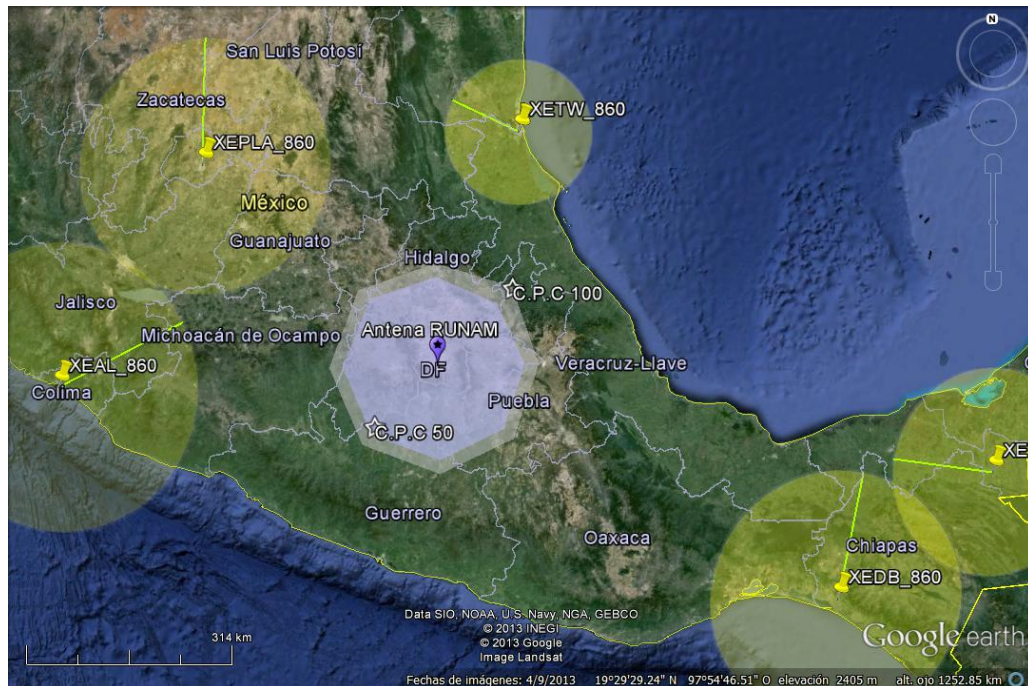 N
San Luis Potosí
Zacatecas
XETW_860
XEPLA_860
México
Guanajuato
Hidalgo
C.P.C 100
Jalisco
Antena RUNAM
Michoacán de Ocampo
DF
Veracruz-Llave
XEAL_860
Colima
Puebla
C.P.C 50
XE
Guerrero
Oaxaca
Chiapas
XEDB_860
Data SIO, NOAA, U.S. Navy, NGA, GEBCO
© 2013 INEGI
© 2013 Google
Image Landsat
314 km
Google earth
Fechas de imágenes: 4/9/2013 19°29'29.24" N 97°54'46.51" O elevación 2405 m alt. ojo 1252.85 km